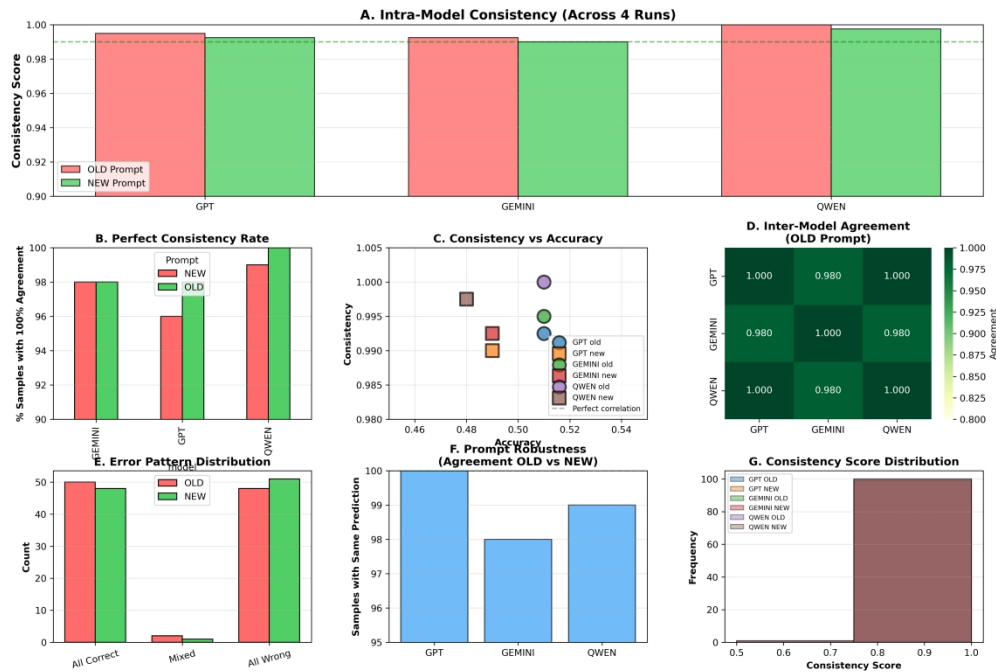 A. Intra-Model Consistency (Across 4 Runs)
Consistency Score
1.00
0.98
0.96
0.94
0.92
0.90
OLD Prompt
NEW Prompt
GPT
GEMINI
QWEN
B. Perfect Consistency Rate
% Samples with 100% Agreement
100
98
96
94
92
90
Prompt
NEW
OLD
GEMINI
GPT
QWEN
model
C. Consistency vs Accuracy
Consistency
1.005
1.000
0.995
0.990
0.985
0.980
GPT old
GPT new
GEMINI old
GEMINI new
QWEN old
QWEN new
Perfect correlation
0.46
0.48
0.50
0.52
0.54
Accuracy
D. Inter-Model Agreement
(OLD Prompt)
GPT
GEMINI
QWEN
1.000
0.980
1.000
0.980
1.000
0.980
1.000
0.980
1.000
GPT
GEMINI
QWEN
1.000
0.975
0.950
0.925
0.900
0.875
0.850
0.825
0.800
Agreement
E. Error Pattern Distribution
Count
50
40
30
20
10
0
OLD
NEW
All Correct
Mixed
All Wrong
F. Prompt Robustness
(Agreement OLD vs NEW)
Samples with Same Prediction
100
99
98
97
96
95
GPT
GEMINI
QWEN
G. Consistency Score Distribution
Frequency
100
80
60
40
20
0
GPT OLD
GPT NEW
GEMINI OLD
GEMINI NEW
QWEN OLD
QWEN NEW
0.5
0.6
0.7
0.8
0.9
1.0
Consistency Score